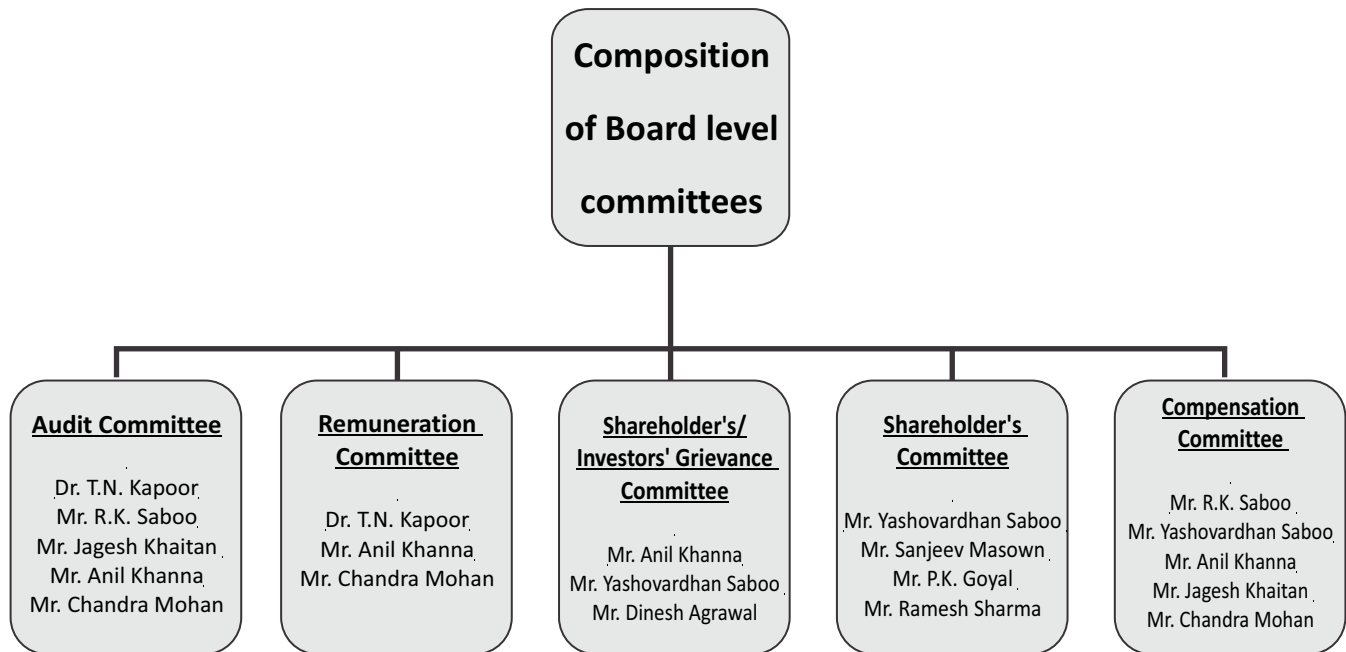 Composition
of Board level
committees
Audit Committee
Dr. T.N. Kapoor
Mr. R.K. Saboo
Mr. Jagesh Khaitan
Mr. Anil Khanna
Mr. Chandra Mohan
Remuneration
Committee
Dr. T.N. Kapoor
Mr. Anil Khanna
Mr. Chandra Mohan
Shareholder's/
Investors' Grievance
Committee
Mr. Anil Khanna
Mr. Yashovardhan Saboo
Mr. Dinesh Agrawal
Shareholder's
Committee
Mr. Yashovardhan Saboo
Mr. Sanjeev Masown
Mr. P.K. Goyal
Mr. Ramesh Sharma
Compensation
Committee
Mr. R.K. Saboo
Mr. Yashovardhan Saboo
Mr. Anil Khanna
Mr. Jagesh Khaitan
Mr. Chandra Mohan